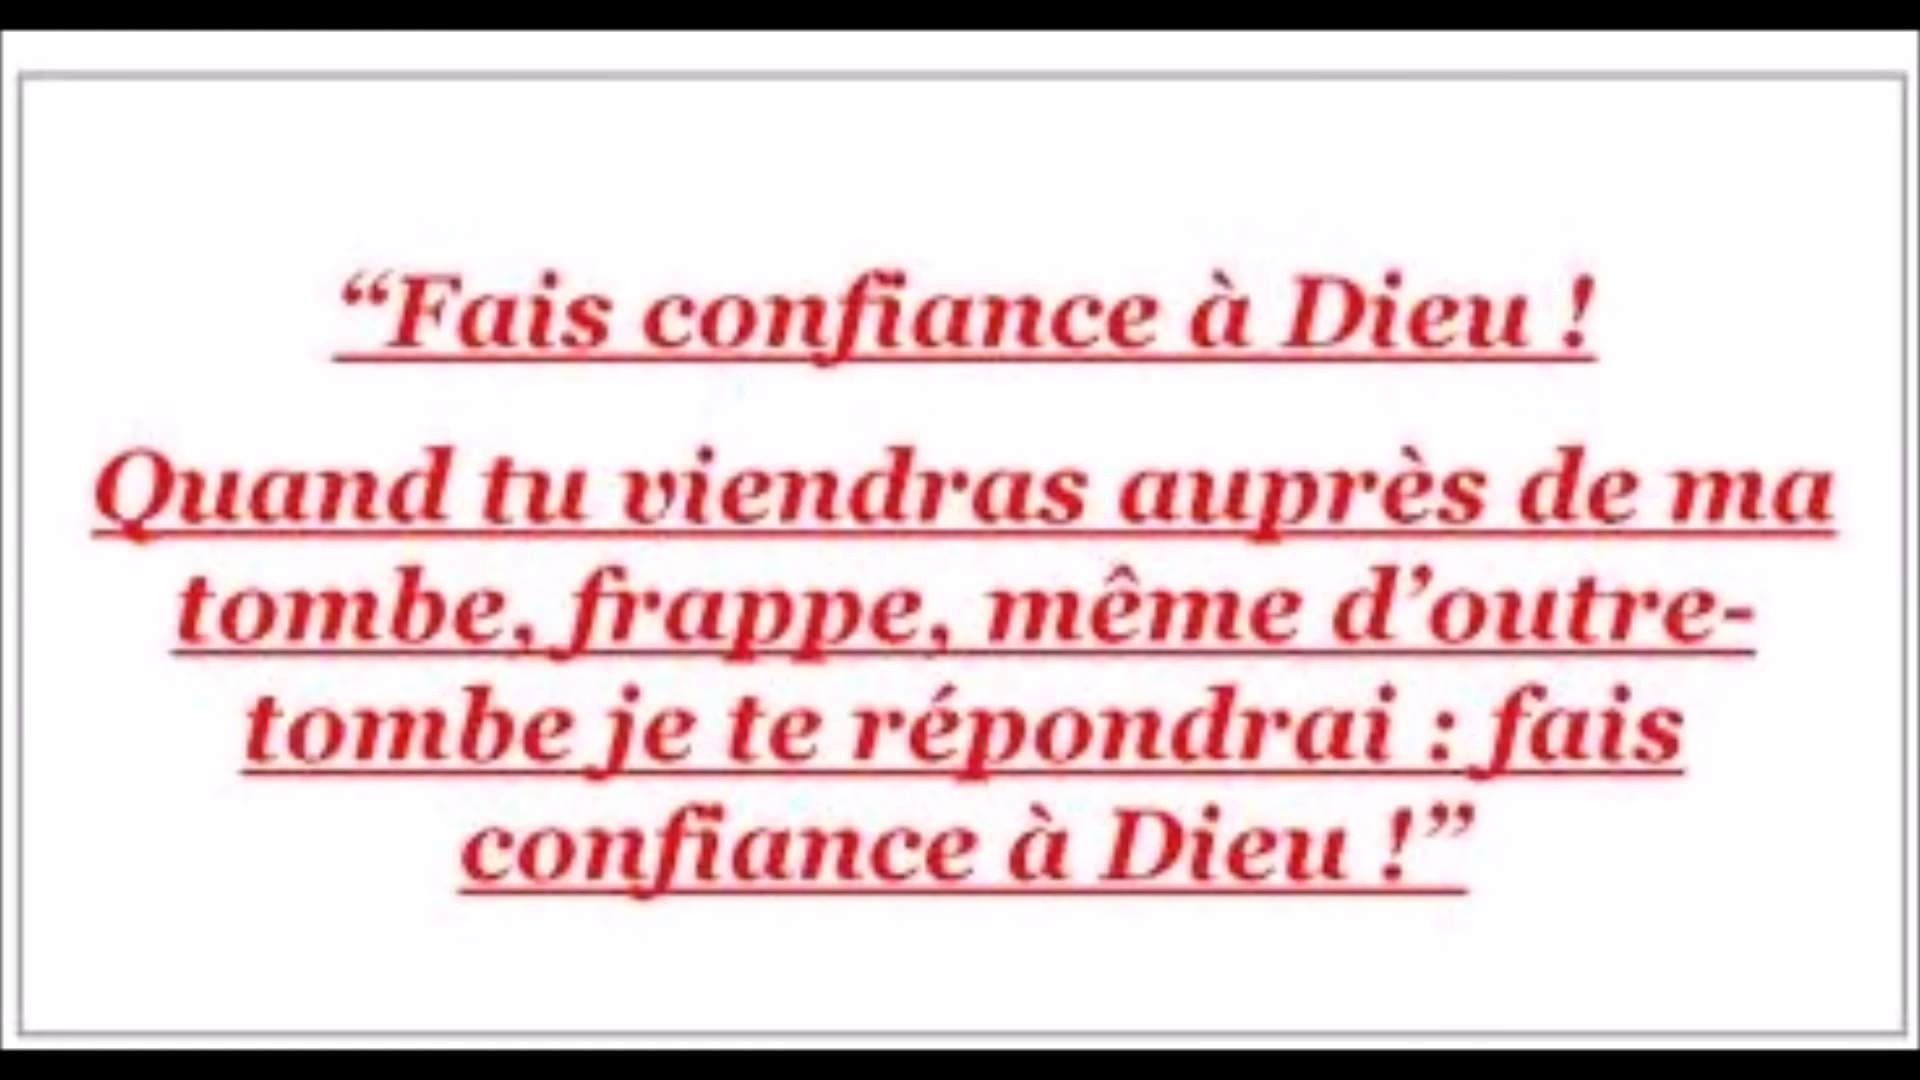 “Fais confiance à Dieu !
Quand tu viendras auprès de ma
tombe, frappe, même d’outre-
tombe je te répondrai : fais
confiance à Dieu !”